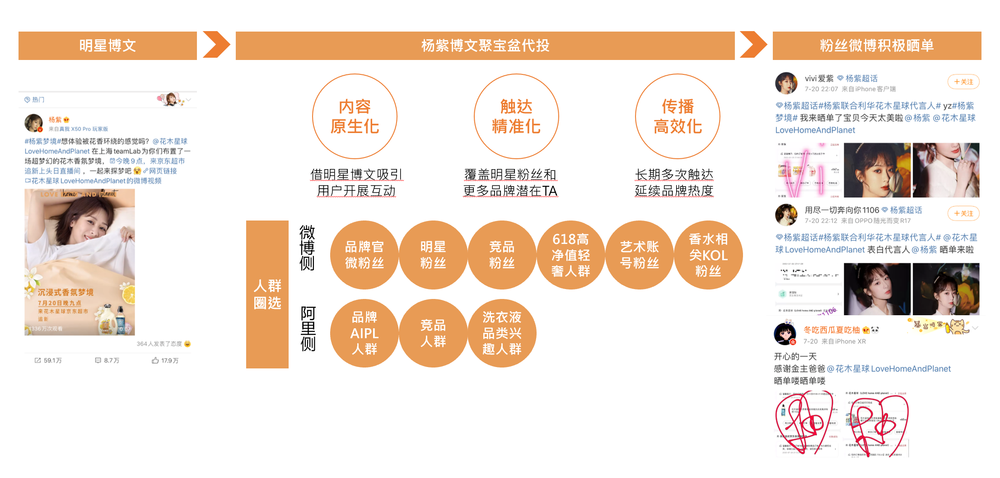 明星博文
杨紫博文聚宝盆代投
粉丝微博积极晒单
热门
杨紫
来自真我 X50 Pro 玩家版
#杨紫梦境#想体验被花香环绕的感觉吗？@花木星球
LoveHomeAndPlanet 在上海teamLab为你们布置了一
场超梦幻的花木香氛梦境，今晚9点，来京东超市
追新上头日直播间，一起来探梦吧 网页链接
花木星球LoveHomeAndPlanet的微博视频
LOVE home AND planet
沉浸式香氛梦境
7月20日晚九点
来花木星球京东超市
追新
1336万次观看
0:07
364人发表了态度
59.1万
8.7万
17.9万
内容
原生化
借明星博文吸引
用户开展互动
触达
精准化
覆盖明星粉丝和
更多品牌潜在TA
传播
高效化
长期多次触达
延续品牌热度
人群
圈选
微博侧
品牌官
微粉丝
明星
粉丝
竞品
粉丝
618高
净值轻
奢人群
艺术账
号粉丝
香水相
关KOL
粉丝
阿里侧
品牌
AIPL
人群
竞品
人群
洗衣液
品类兴
趣人群
vivi爱紫 杨紫超话
7-20 22:07 来自iPhone客户端
+关注
杨紫超话#杨紫联合利华花木星球代言人# yz#杨紫
梦境# 我来晒单了宝贝今天太美啦@杨紫 @花木星球
LoveHomeAndPlanet
用尽一切奔向你1106 杨紫超话
7-20 22:12 来自OPPO随光而变R17
+关注
杨紫超话#杨紫联合利华花木星球代言人# @花木星
球LoveHomeAndPlanet 表白代言人@杨紫 晒单来啦
1106
暴富喷雾
冬吃西瓜夏吃柚
7-20 来自iPhone XR
开心的一天
感谢金主爸爸@花木星球LoveHomeAndPlanet
晒单喽晒单喽